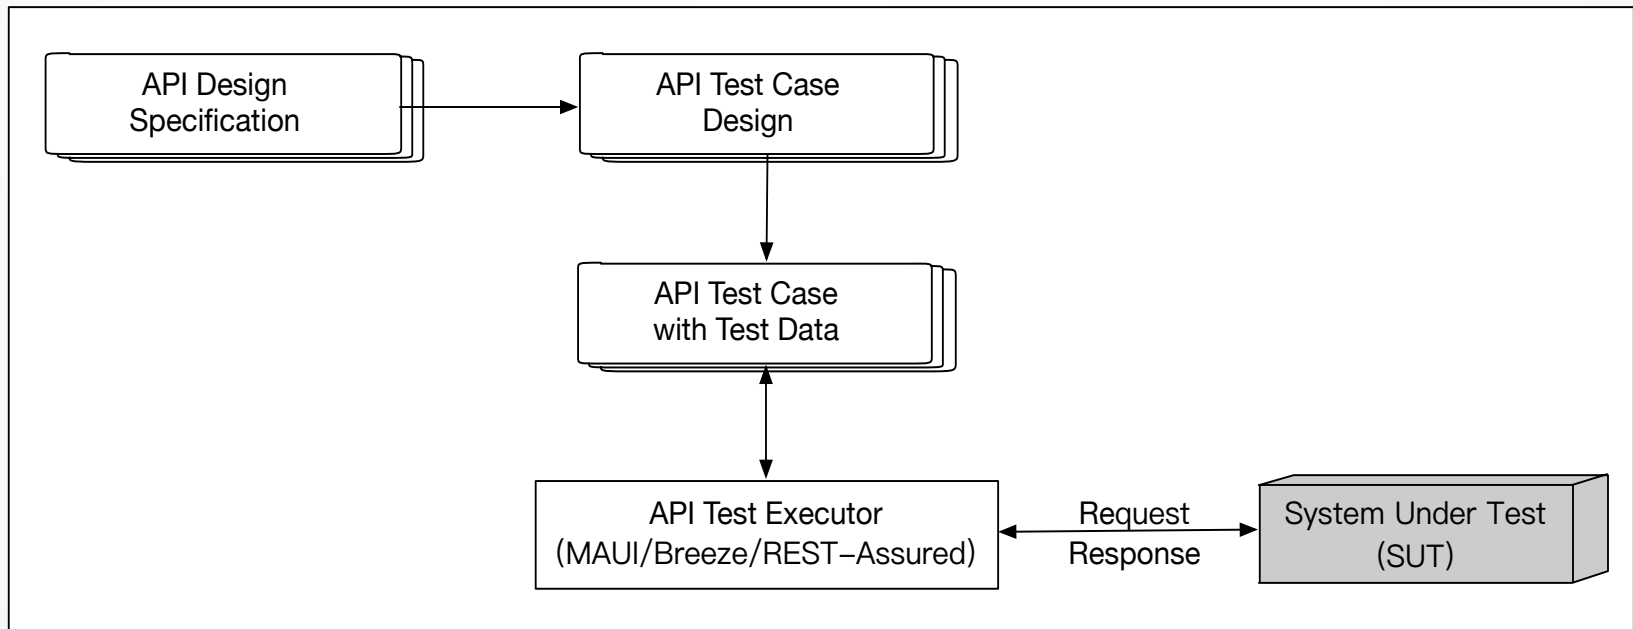 API Design
Specification
API Test Case
Design
API Test Case
with Test Data
API Test Executor
(MAUI/Breeze/REST-Assured)
Request
Response
System Under Test
(SUT)